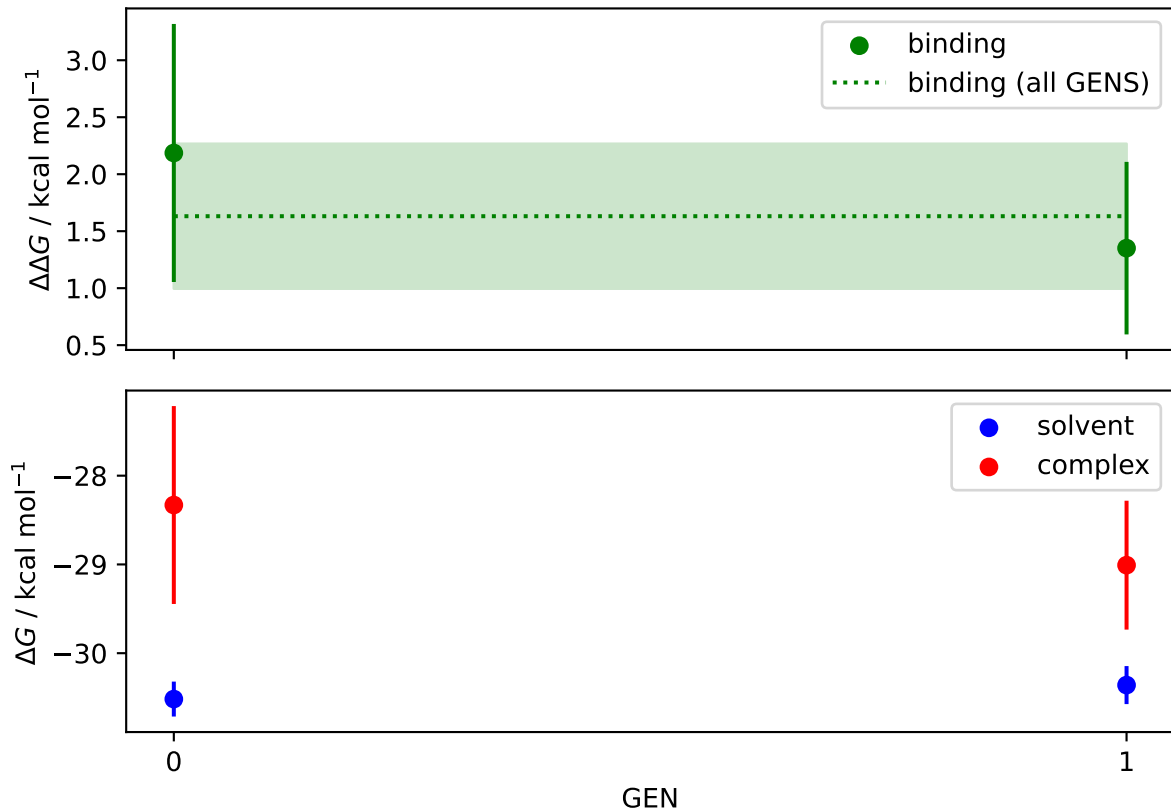 3.0
2.5
2.0
1.5
1.0
0.5
ΔΔG / kcal mol⁻¹
binding
binding (all GENS)
−28
−29
−30
ΔG / kcal mol⁻¹
solvent
complex
0
1
GEN